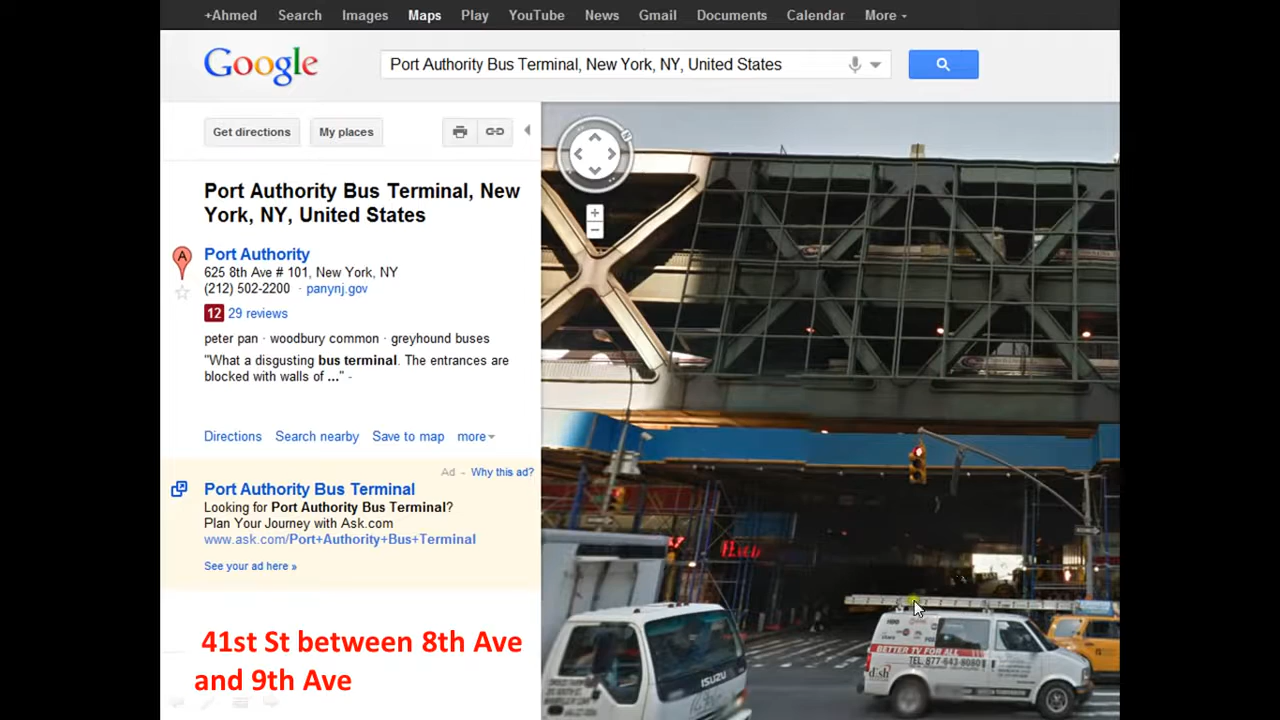 +Ahmed Search Images Maps Play YouTube News Gmail Documents Calendar More
Google
Port Authority Bus Terminal, New York, NY, United States
Get directions
My places
Port Authority Bus Terminal, New
York, NY, United States
A
Port Authority
625 8th Ave # 101, New York, NY
(212) 502-2200 · panynj.gov
12 29 reviews
peter pan · woodbury common · greyhound buses
"What a disgusting bus terminal. The entrances are
blocked with walls of ..." -
Directions Search nearby Save to map more
Ad - Why this ad?
Port Authority Bus Terminal
Looking for Port Authority Bus Terminal?
Plan Your Journey with Ask.com
www.ask.com/Port+Authority+Bus+Terminal
See your ad here »
41st St between 8th Ave
and 9th Ave
N
ISUZU
BETTER TV FOR ALL
TEL 877-643-6080
dish